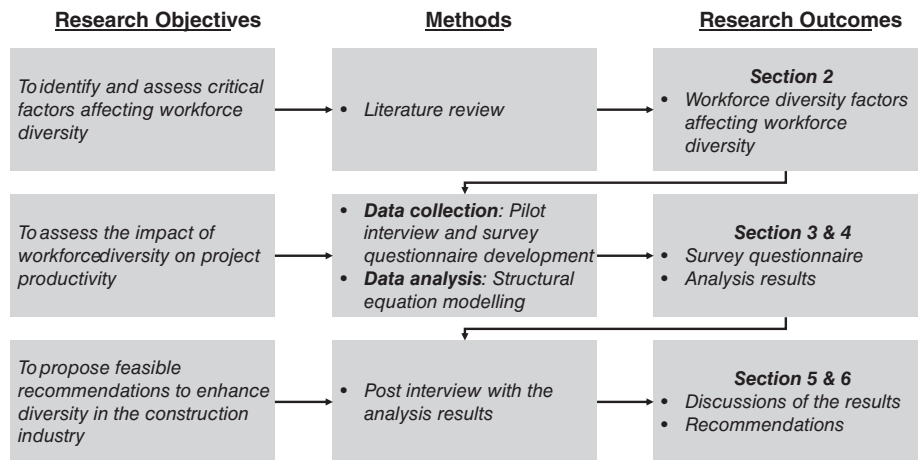 Research Objectives
Methods
Research Outcomes
To identify and assess critical
factors affecting workforce
diversity
• Literature review
Section 2
• Workforce diversity factors
affecting workforce
diversity
To assess the impact of
workforce diversity on project
productivity
• Data collection: Pilot
interview and survey
questionnaire development
• Data analysis: Structural
equation modelling
Section 3 & 4
• Survey questionnaire
• Analysis results
To propose feasible
recommendations to enhance
diversity in the construction
industry
• Post interview with the
analysis results
Section 5 & 6
• Discussions of the results
• Recommendations